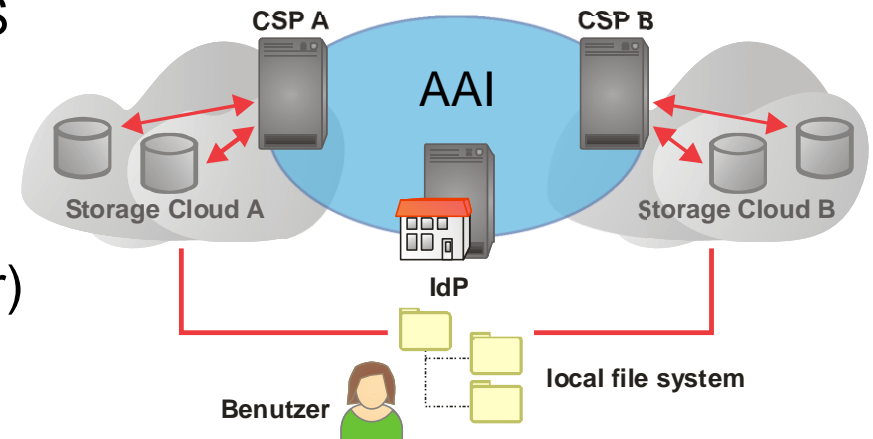 s
CSP A
CSP B
AAI
Storage Cloud A
Storage Cloud B
r)
IdP
local file system
Benutzer